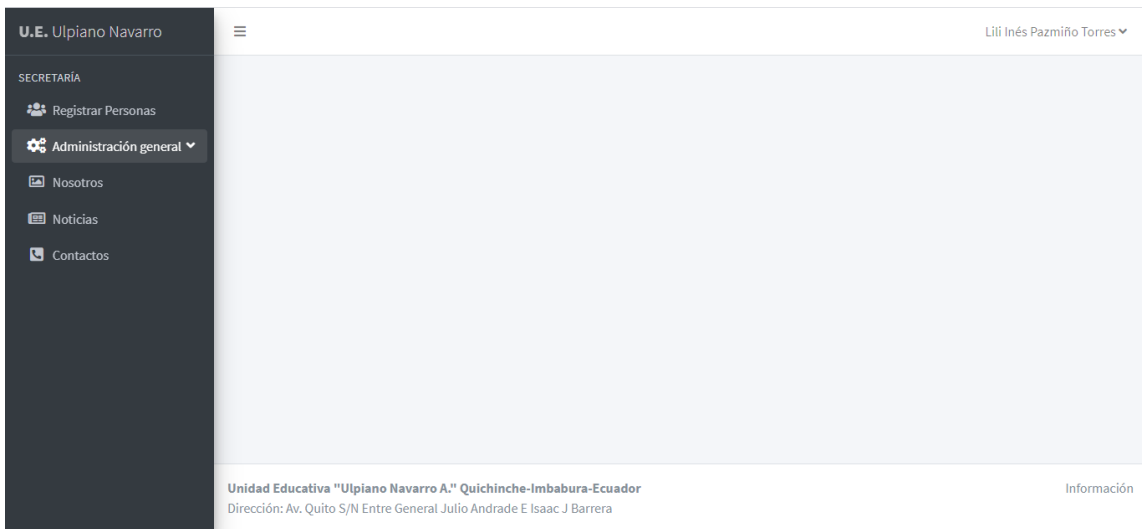 U.E. Ulpiano Navarro
Lili Inés Pazmiño Torres
SECRETARÍA
Registrar Personas
Administración general
Nosotros
Noticias
Contactos
Unidad Educativa "Ulpiano Navarro A." Quichinche-Imbabura-Ecuador
Información
Dirección: Av. Quito S/N Entre General Julio Andrade E Isaac J Barrera